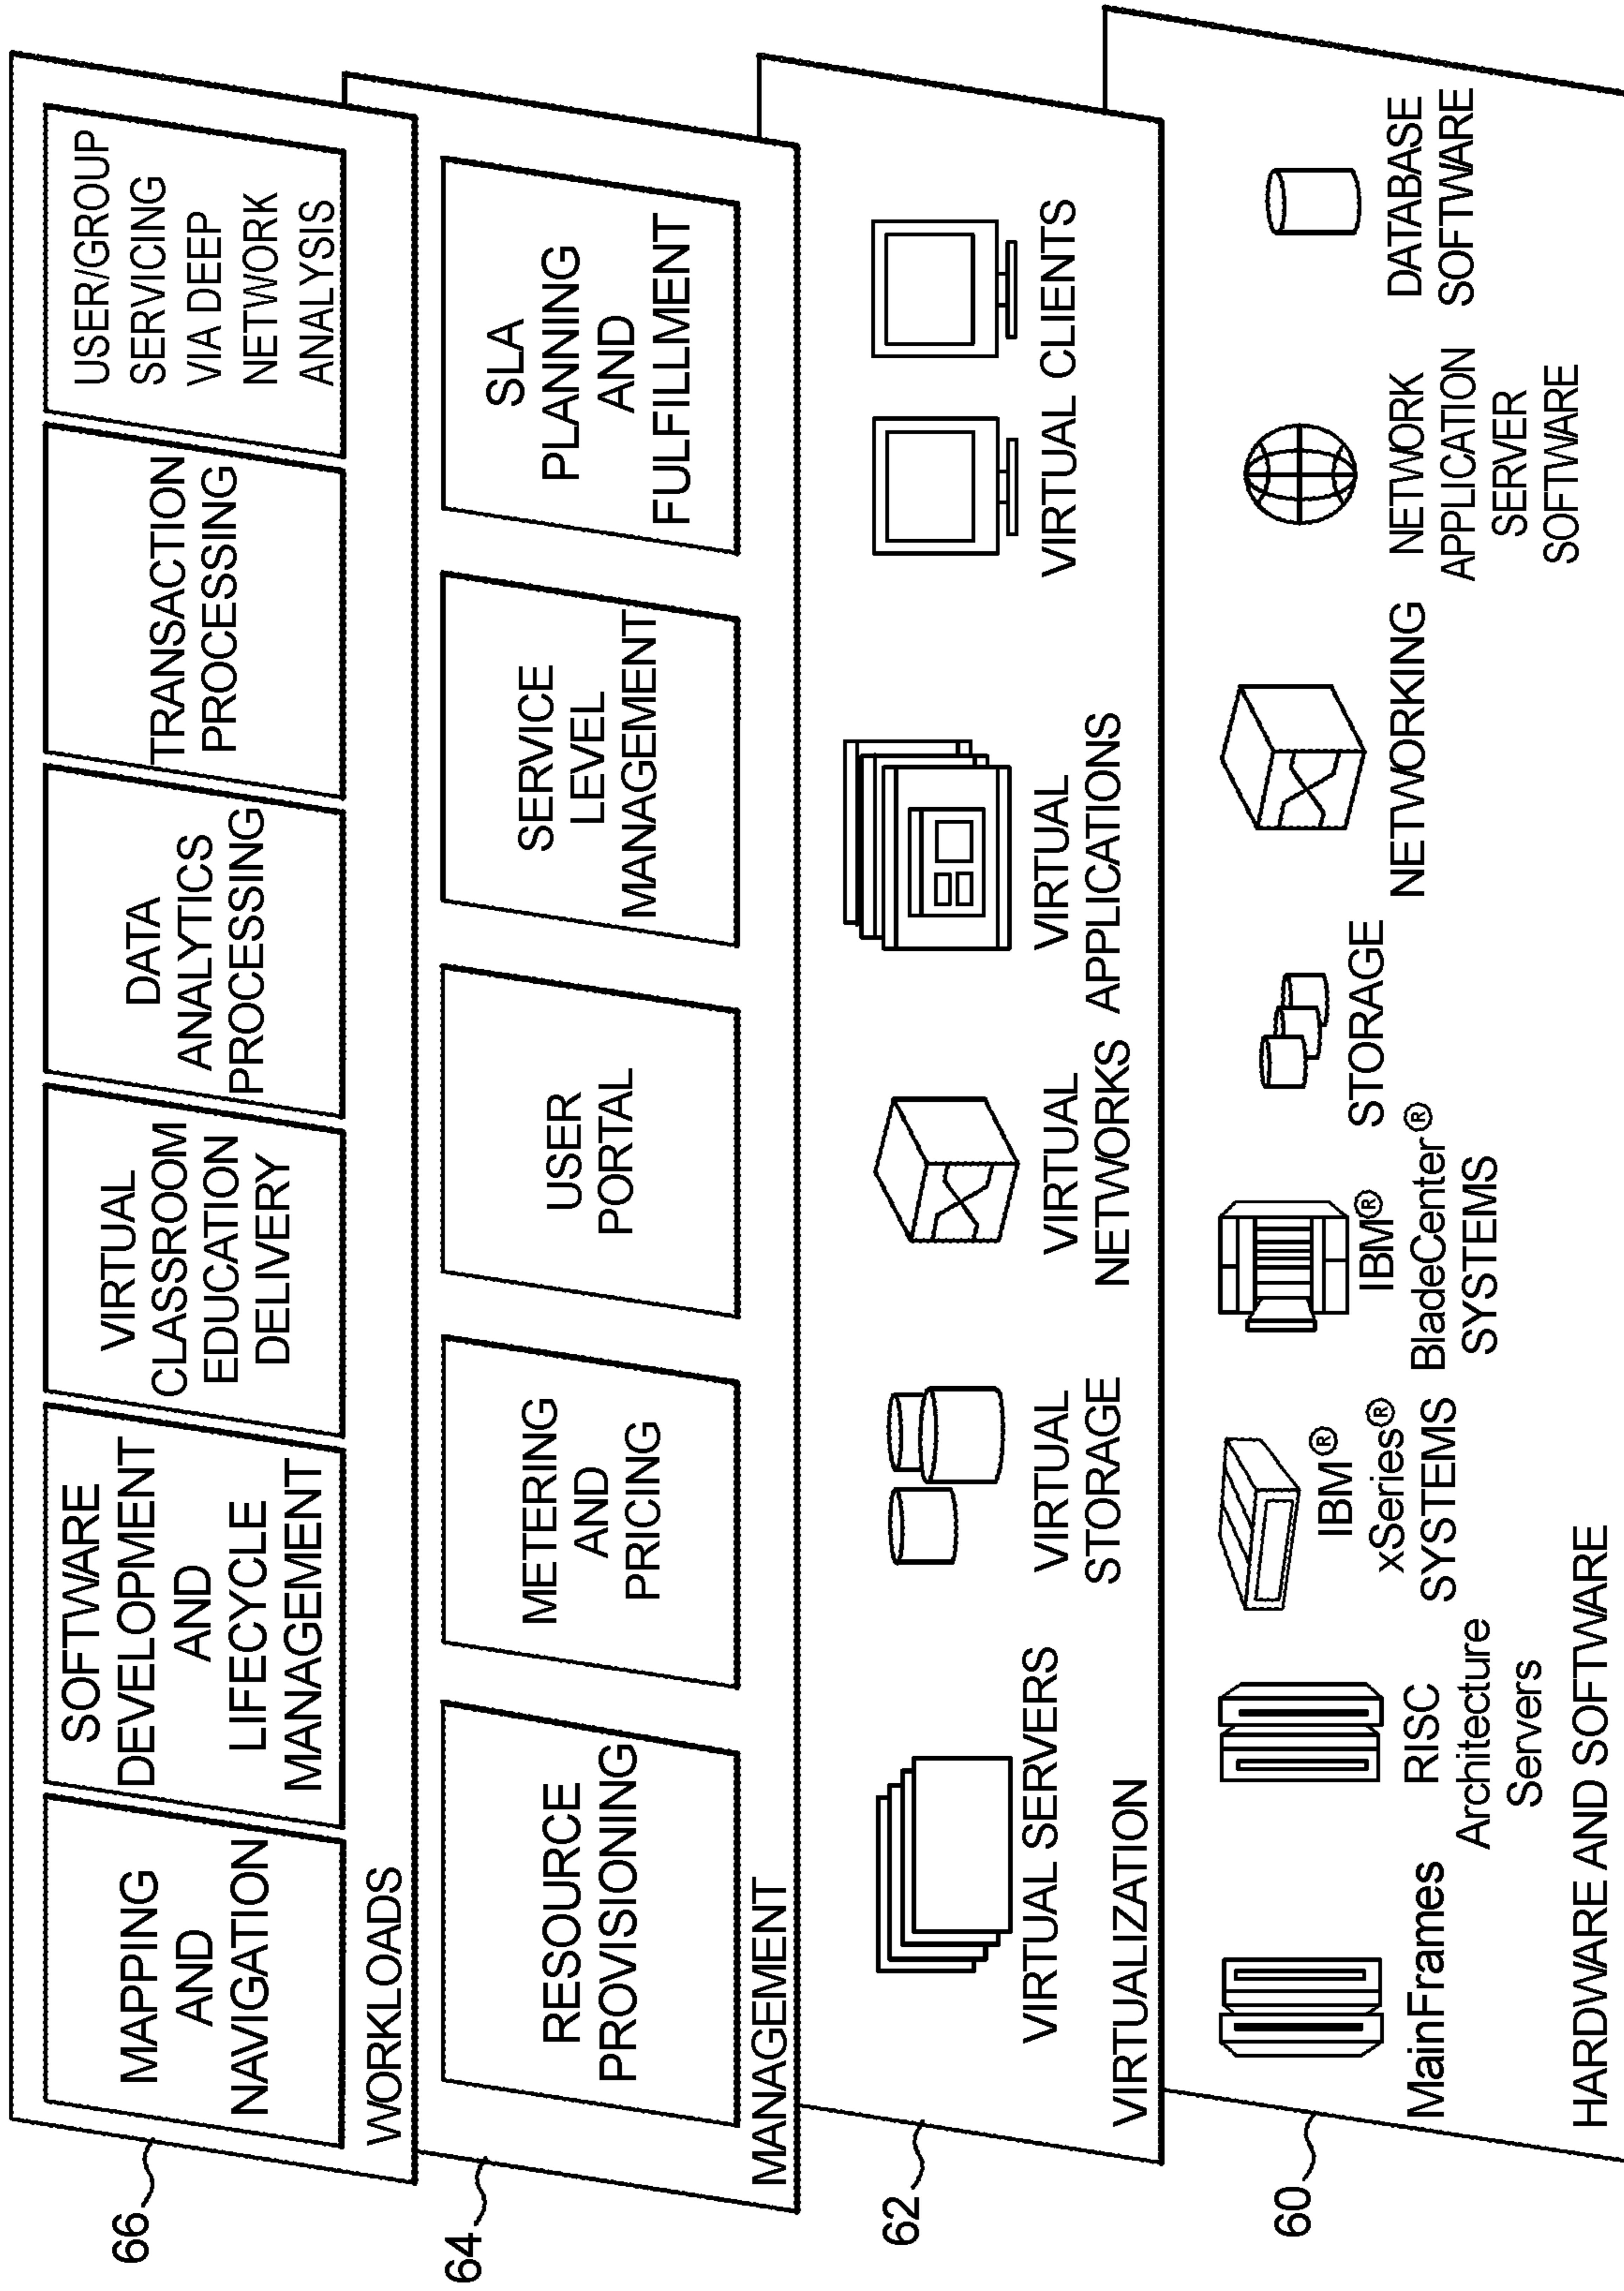 66
MAPPING
AND
NAVIGATION
SOFTWARE
DEVELOPMENT
AND
LIFECYCLE
MANAGEMENT
VIRTUAL
CLASSROOM
EDUCATION
DELIVERY
DATA
ANALYTICS
PROCESSING
TRANSACTION
PROCESSING
USER/GROUP
SERVICING
VIA DEEP
NETWORK
ANALYSIS
WORKLOADS
64
RESOURCE
PROVISIONING
METERING
AND
PRICING
USER
PORTAL
SERVICE
LEVEL
MANAGEMENT
SLA
PLANNING
AND
FULFILLMENT
MANAGEMENT
62
VIRTUAL SERVERS
VIRTUAL
STORAGE
VIRTUAL
NETWORKS
VIRTUAL
APPLICATIONS
VIRTUAL CLIENTS
VIRTUALIZATION
60
MainFrames
RISC
Architecture
Servers
IBM®
xSeries®
SYSTEMS
IBM®
BladeCenter®
SYSTEMS
STORAGE
NETWORKING
NETWORK
APPLICATION
SERVER
SOFTWARE
DATABASE
SOFTWARE
HARDWARE AND SOFTWARE